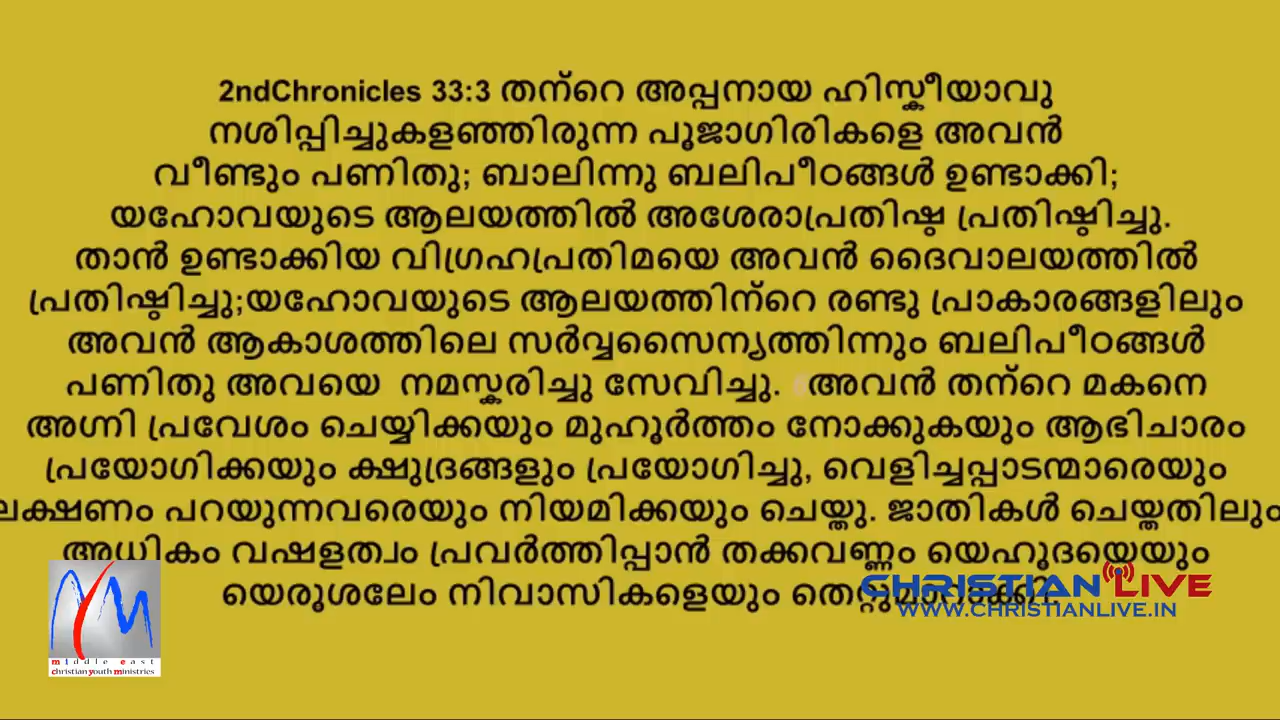 2ndChronicles 33:3 തന്റെ അപ്പനായ ഹിസ്കീയാവു
നശിപ്പിച്ചുകളഞ്ഞിരുന്ന പൂജാഗിരികളെ അവൻ
വീണ്ടും പണിതു; ബാലിന്നു ബലിപീഠങ്ങൾ ഉണ്ടാക്കി;
യഹോവയുടെ ആലയത്തിൽ അശേരാപ്രതിഷ്ഠ പ്രതിഷ്ഠിച്ചു.
താൻ ഉണ്ടാക്കിയ വിഗ്രഹപ്രതിമയെ അവൻ ദൈവാലയത്തിൽ
പ്രതിഷ്ഠിച്ചു;യഹോവയുടെ ആലയത്തിന്റെ രണ്ടു പ്രാകാരങ്ങളിലും
അവൻ ആകാശത്തിലെ സർവ്വസൈന്യത്തിന്നും ബലിപീഠങ്ങൾ
പണിതു അവയെ നമസ്കരിച്ചു സേവിച്ചു. അവൻ തന്റെ മകനെ
അഗ്നി പ്രവേശം ചെയ്യിക്കയും മുഹൂർത്തം നോക്കുകയും ആഭിചാരം
പ്രയോഗിക്കയും ക്ഷുദ്രങ്ങളും പ്രയോഗിച്ചു, വെളിച്ചപ്പാടന്മാരെയും
ലക്ഷണം പറയുന്നവരെയും നിയമിക്കയും ചെയ്തു. ജാതികൾ ചെയ്തതിലും
അധികം വഷളത്വം പ്രവർത്തിപ്പാൻ തക്കവണ്ണം യെഹൂദയെയും
യെരൂശലേം നിവാസികളെയും
CHRISTIAN LIVE
WWW.CHRISTIANLIVE.IN
middle east
christian youth ministries